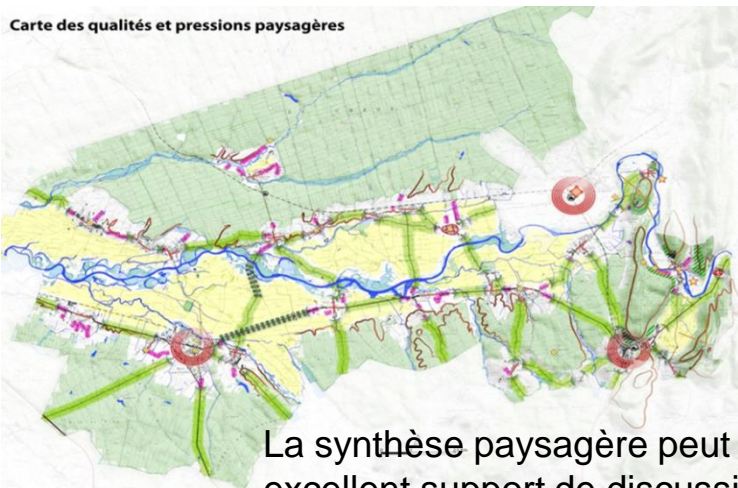 Carte des qualités et pressions paysagères
La synthèse paysagère peut
excellent support de discussi